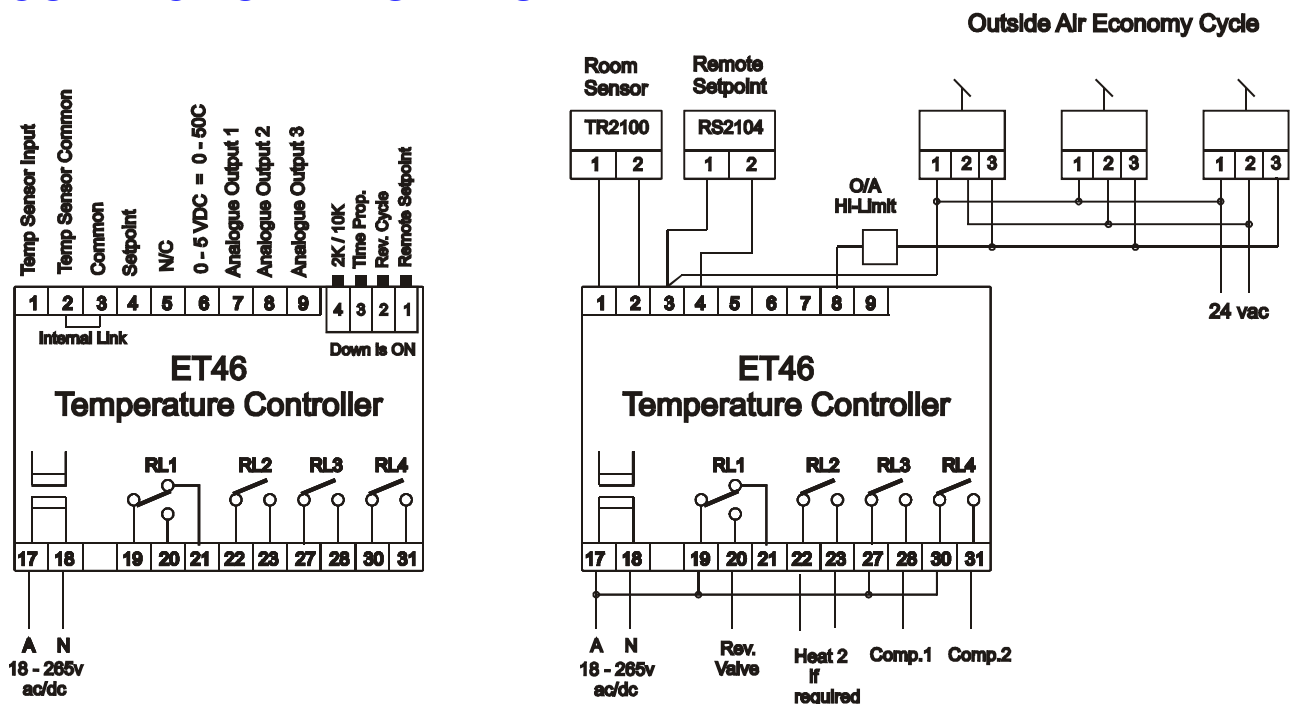 Outside Air Economy Cycle
Temp Sensor Input
Temp Sensor Common
Common
Setpoint
N/C
0 - 5 VDC = 0 - 50C
Analogue Output 1
Analogue Output 2
Analogue Output 3
2K / 10K
Time Prop.
Rev. Cycle
Remote Setpoint
1 2 3 4 5 6 7 8 9
4 3 2 1
Internal Link
Down is ON
ET46
Temperature Controller
RL1 RL2 RL3 RL4
17 18 19 20 21 22 23 27 28 30 31
A N
18 - 265v
ac/dc
Room
Sensor
TR2100
1 2
Remote
Setpoint
RS2104
1 2
O/A
Hi-Limit
1 2 3
1 2 3
1 2 3
24 vac
1 2 3 4 5 6 7 8 9
ET46
Temperature Controller
RL1 RL2 RL3 RL4
17 18 19 20 21 22 23 27 28 30 31
A N
18 - 265v
ac/dc
Rev.
Valve
Heat 2
if
required
Comp.1
Comp.2